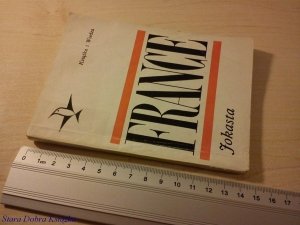 Książka i Wiedza
FRANCE
Jokasta
0 1cm 2 3 4 5 6 7 8 9 10 11 12 13 14 15 16 17
Stara Dobra Książka